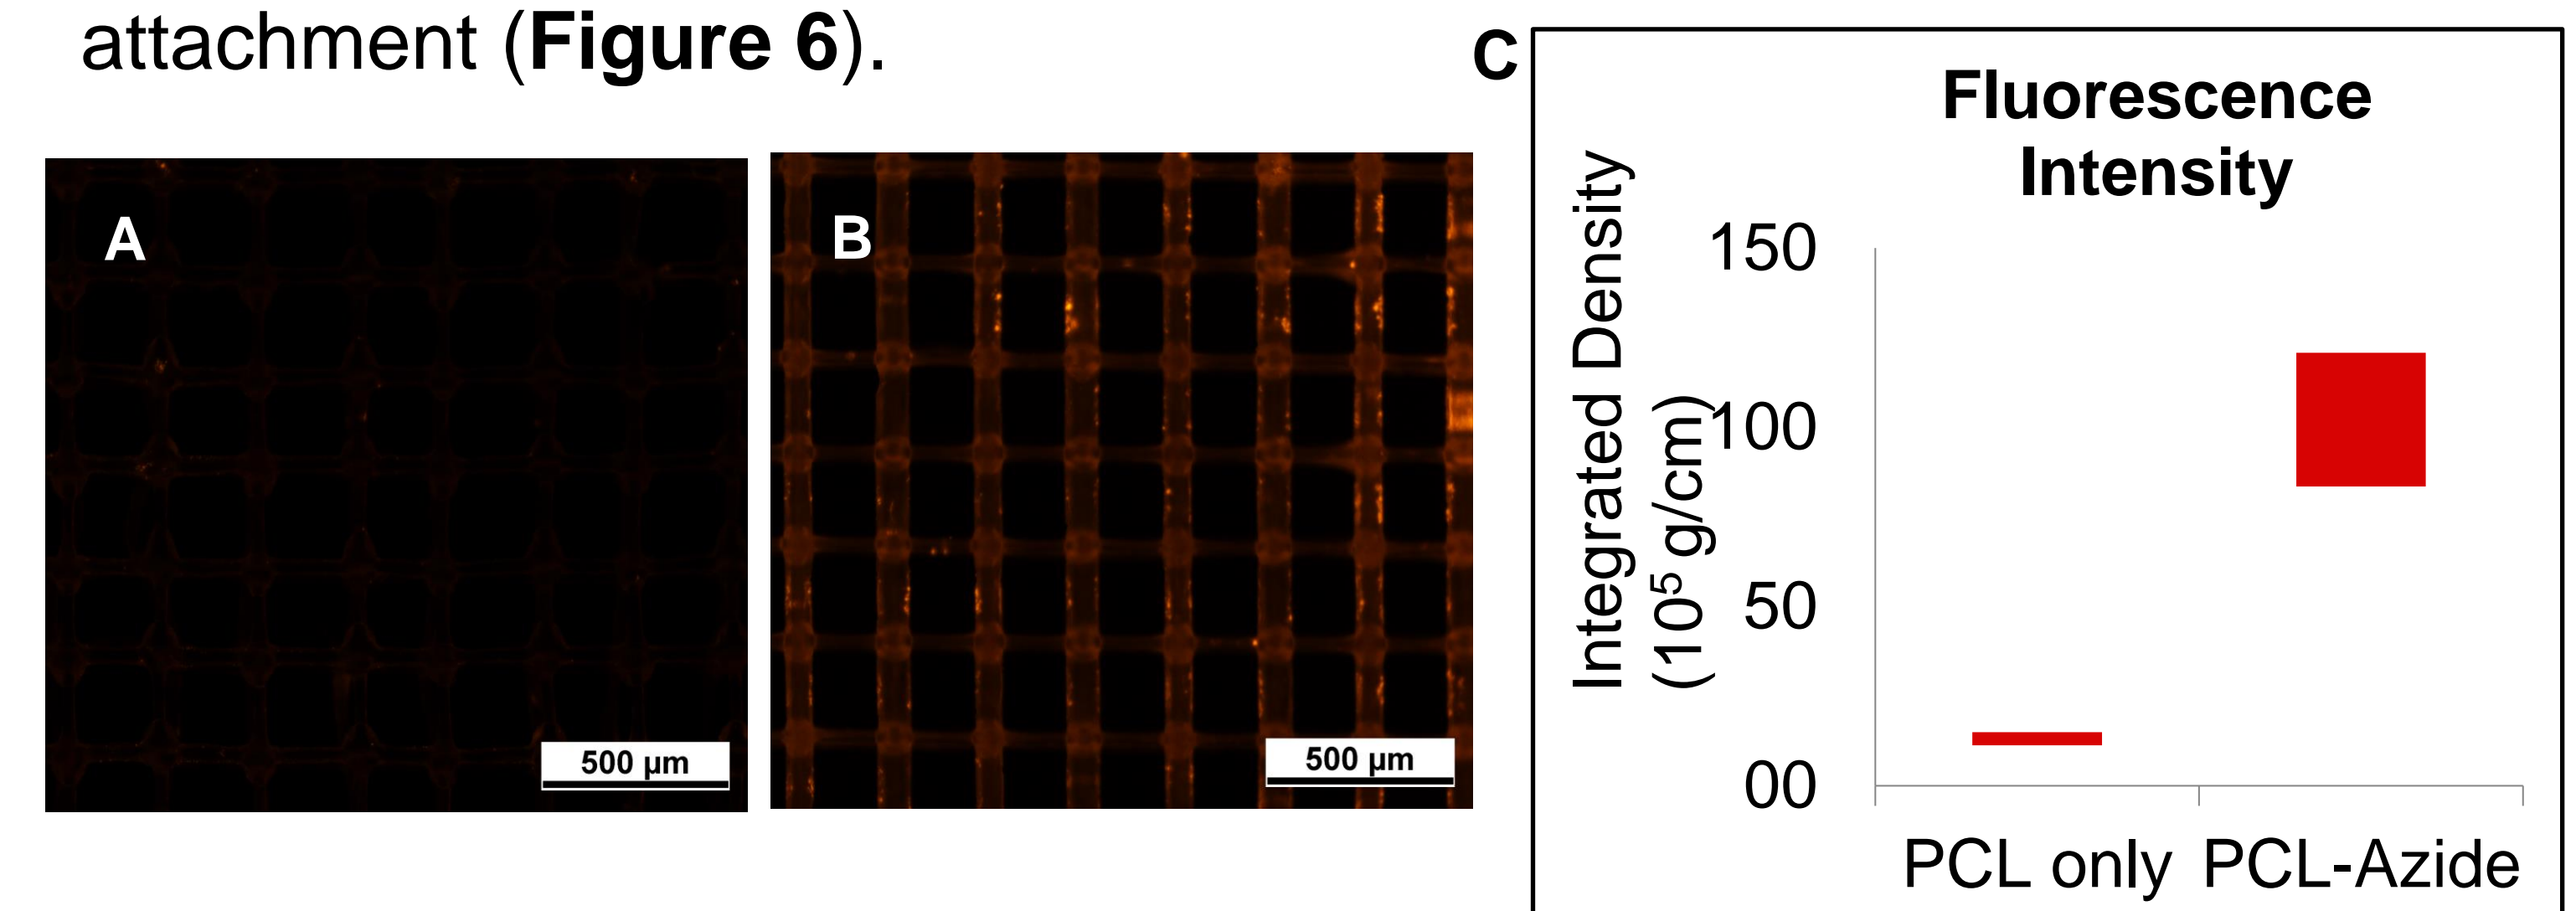 attachment (Figure 6).
A
500 µm
B
500 µm
C
Fluorescence
Intensity
Integrated Density
(10⁵ g/cm)
150
100
50
00
PCL only PCL-Azide